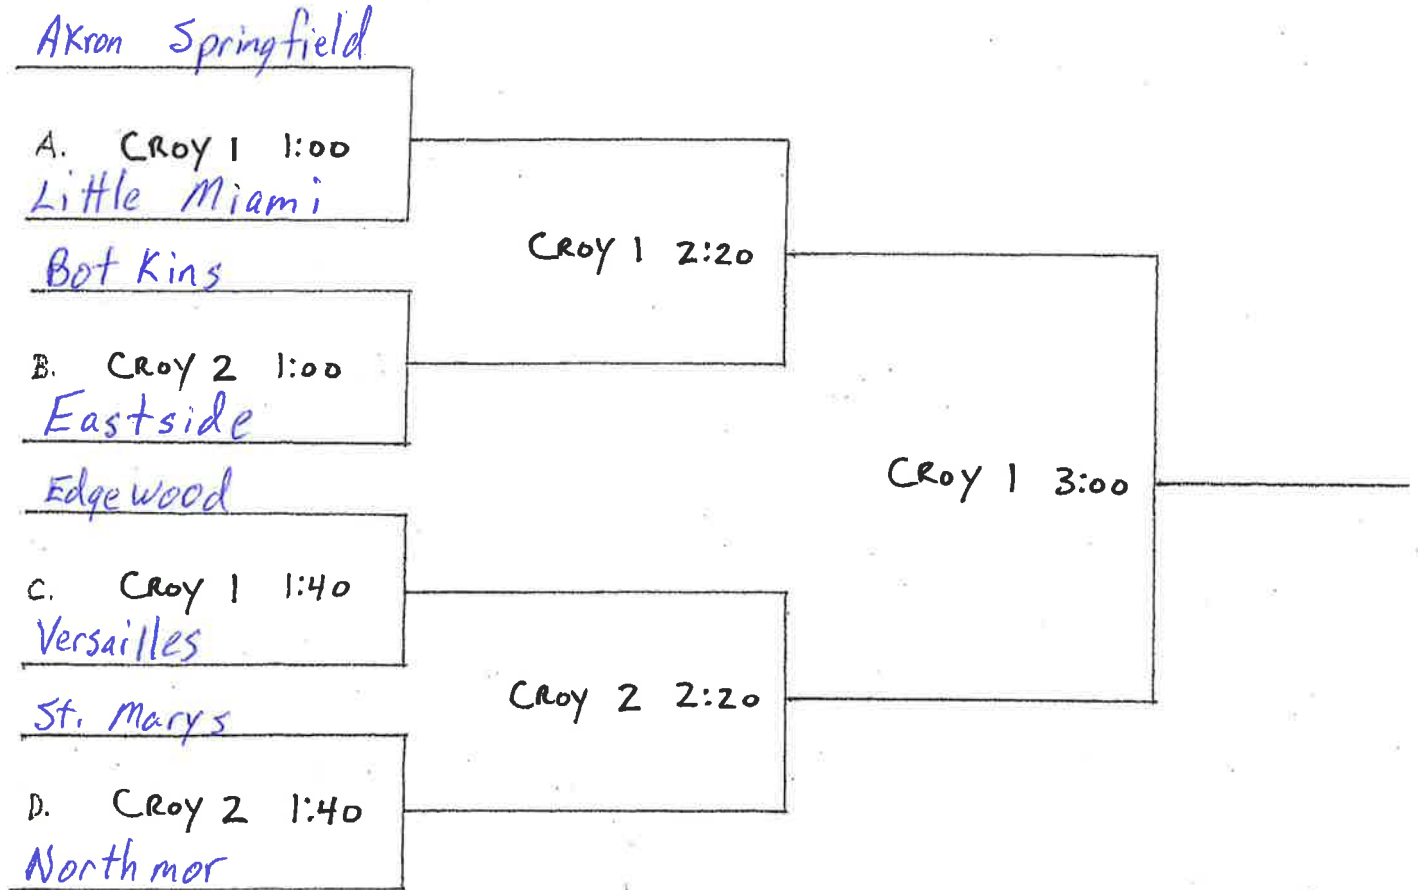 Akron Springfield
A. CROY 1 1:00
Little Miami
CROY 1 2:20
Bot Kins
B. CROY 2 1:00
Eastside
CROY 1 3:00
Edgewood
C. CROY 1 1:40
Versailles
CROY 2 2:20
St. Marys
D. CROY 2 1:40
Northmor